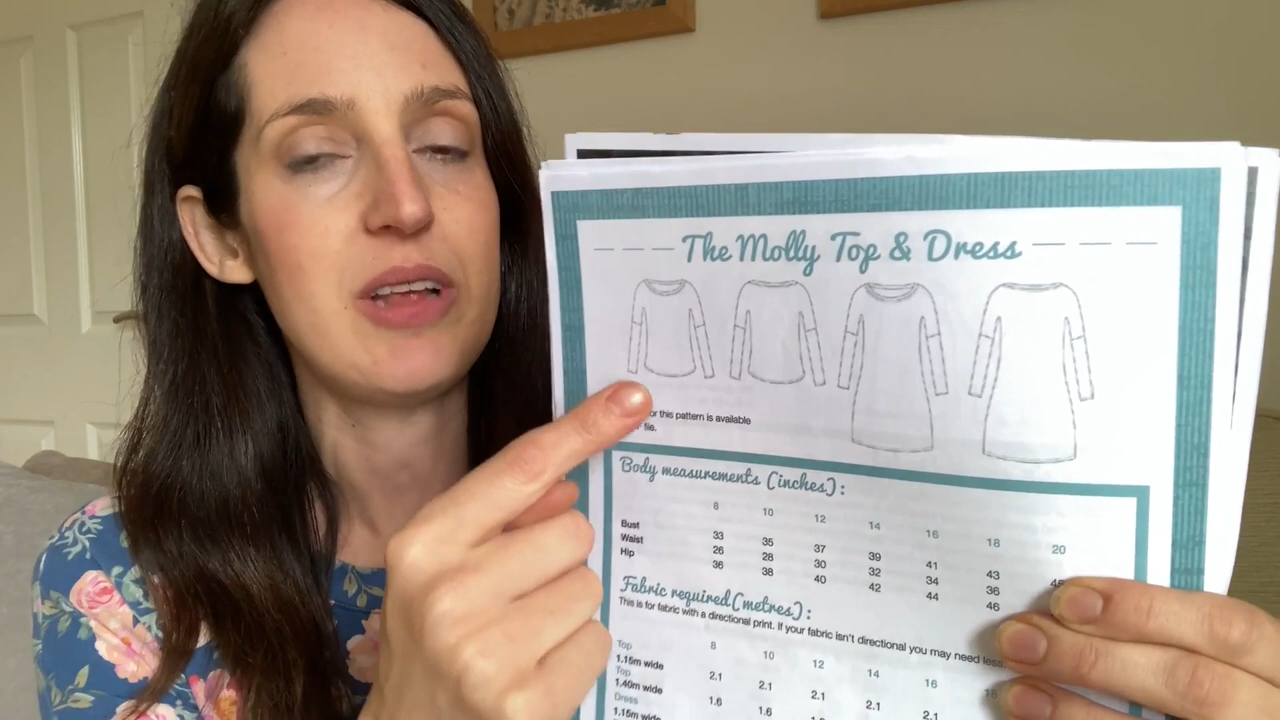 The Molly Top & Dress
or this pattern is available
file.
Body measurements (inches):
8 10 12 14 16 18 20
Bust 33 35 37 39 41 43
Waist 26 28 30 32 34 36
Hip 36 38 40 42 44 46
Fabric required (metres):
This is for fabric with a directional print. If your fabric isn't directional you may need less.
8 10 12 14 16 18
Top
1.15m wide 2.1 2.1 2.1 2.1 2.1
Top
1.40m wide 1.6 1.6
Dress
1.15m wide